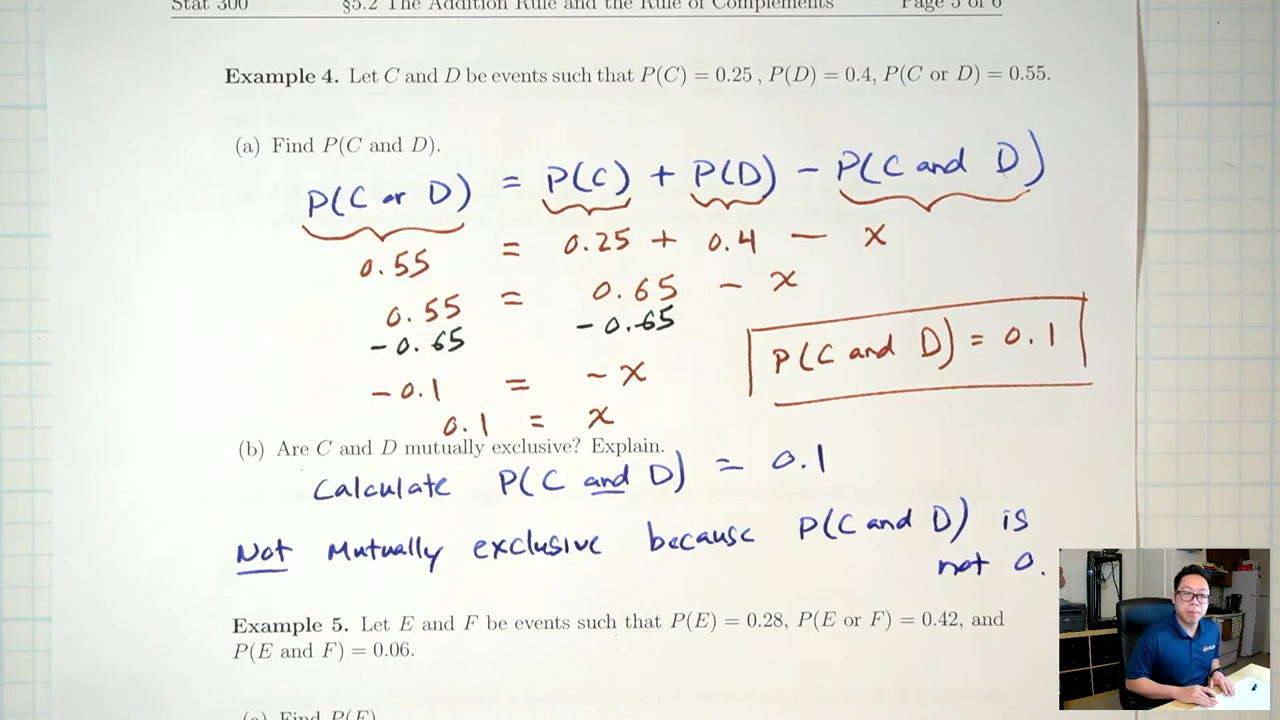 Stat 300 §5.2 The Addition Rule and the Rule of Complements Page 5 of 6
Example 4. Let C and D be events such that P(C) = 0.25 , P(D) = 0.4, P(C or D) = 0.55.
(a) Find P(C and D).
P(C or D) = P(C) + P(D) − P(C and D)
0.55 = 0.25 + 0.4 − x
0.55 = 0.65 − x
−0.65 −0.65
−0.1 = −x
0.1 = x
P(C and D) = 0.1
(b) Are C and D mutually exclusive? Explain.
Calculate P(C and D) = 0.1
Not Mutually exclusive because P(C and D) is
not 0.
Example 5. Let E and F be events such that P(E) = 0.28, P(E or F) = 0.42, and
P(E and F) = 0.06.
(a) Find P(F)